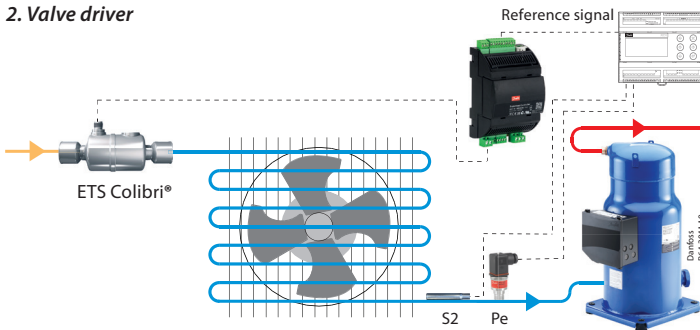 2. Valve driver
Reference signal
ETS Colibri®
S2
Pe
Danfoss